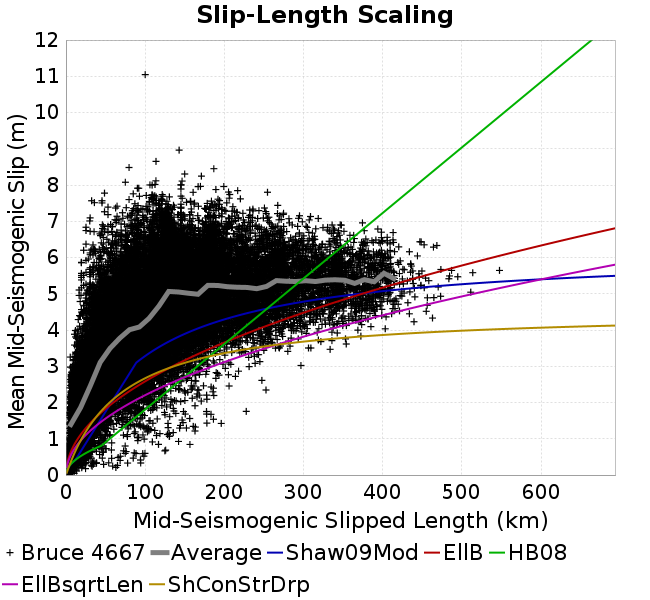 Slip-Length Scaling
Mean Mid-Seismogenic Slip (m)
12
11
10
9
8
7
6
5
4
3
2
1
0
0 100 200 300 400 500 600
Mid-Seismogenic Slipped Length (km)
Bruce 4667 Average Shaw09Mod EllB HB08
EllBsqrtLen ShConStrDrp